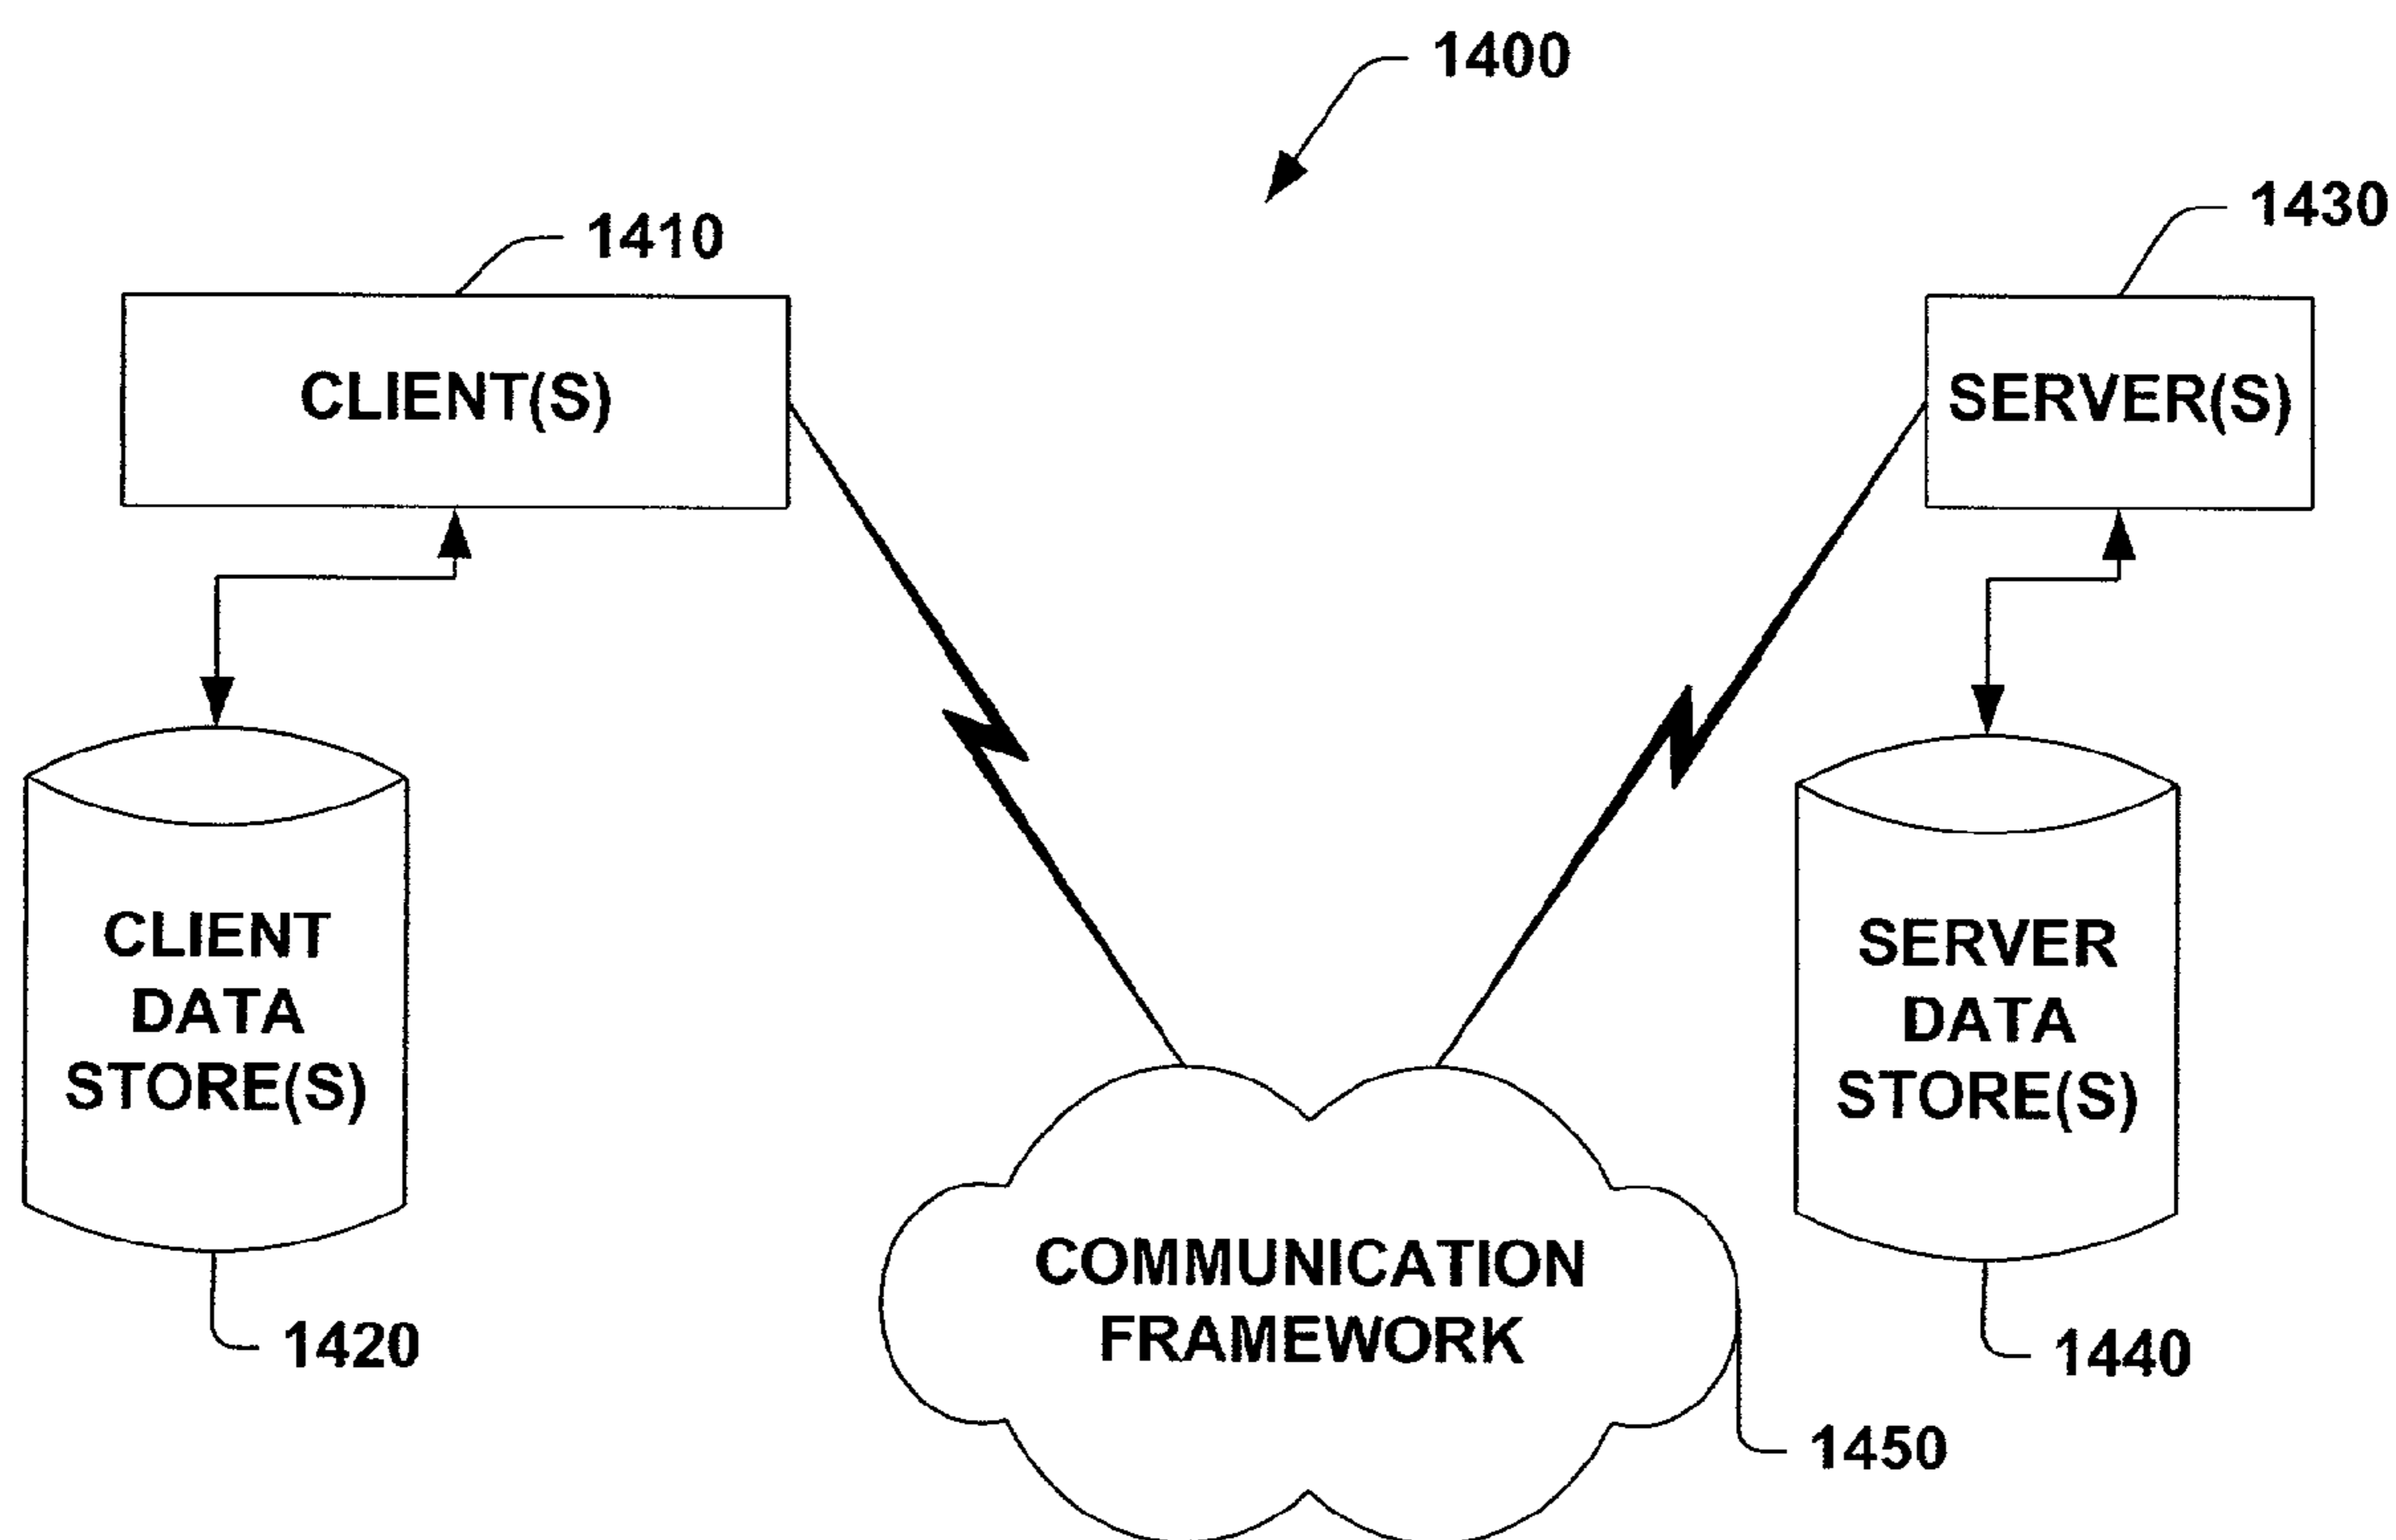 1400
1410
1430
CLIENT(S)
SERVER(S)
CLIENT
DATA
STORE(S)
SERVER
DATA
STORE(S)
COMMUNICATION
FRAMEWORK
1420
1440
1450